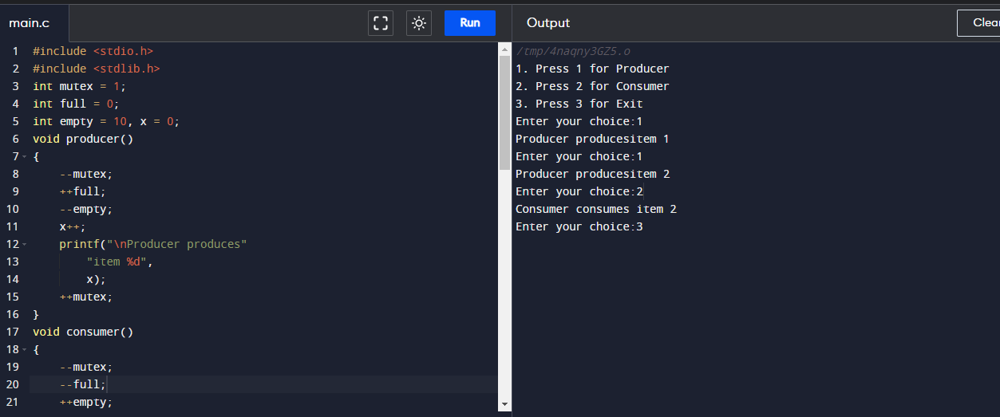 main.c
Run
Output
Clear
1 #include <stdio.h>
2 #include <stdlib.h>
3 int mutex = 1;
4 int full = 0;
5 int empty = 10, x = 0;
6 void producer()
7 {
8 --mutex;
9 ++full;
10 --empty;
11 x++;
12 printf("\nProducer produces"
13 "item %d",
14 x);
15 ++mutex;
16 }
17 void consumer()
18 {
19 --mutex;
20 --full;
21 ++empty;
/tmp/4naqny3GZ5.o
1. Press 1 for Producer
2. Press 2 for Consumer
3. Press 3 for Exit
Enter your choice:1
Producer producesitem 1
Enter your choice:1
Producer producesitem 2
Enter your choice:2
Consumer consumes item 2
Enter your choice:3